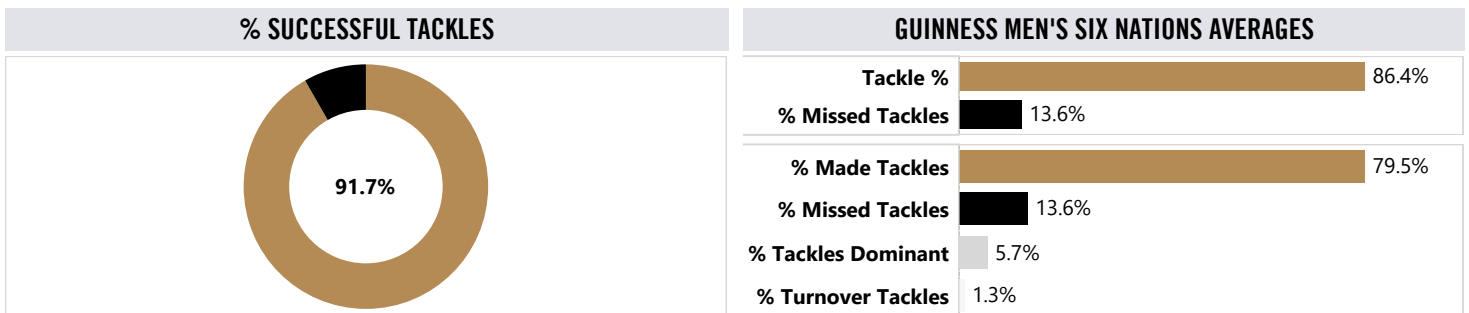 % SUCCESSFUL TACKLES
91.7%
GUINNESS MEN'S SIX NATIONS AVERAGES
Tackle % 86.4%
% Missed Tackles 13.6%
% Made Tackles 79.5%
% Missed Tackles 13.6%
% Tackles Dominant 5.7%
% Turnover Tackles 1.3%